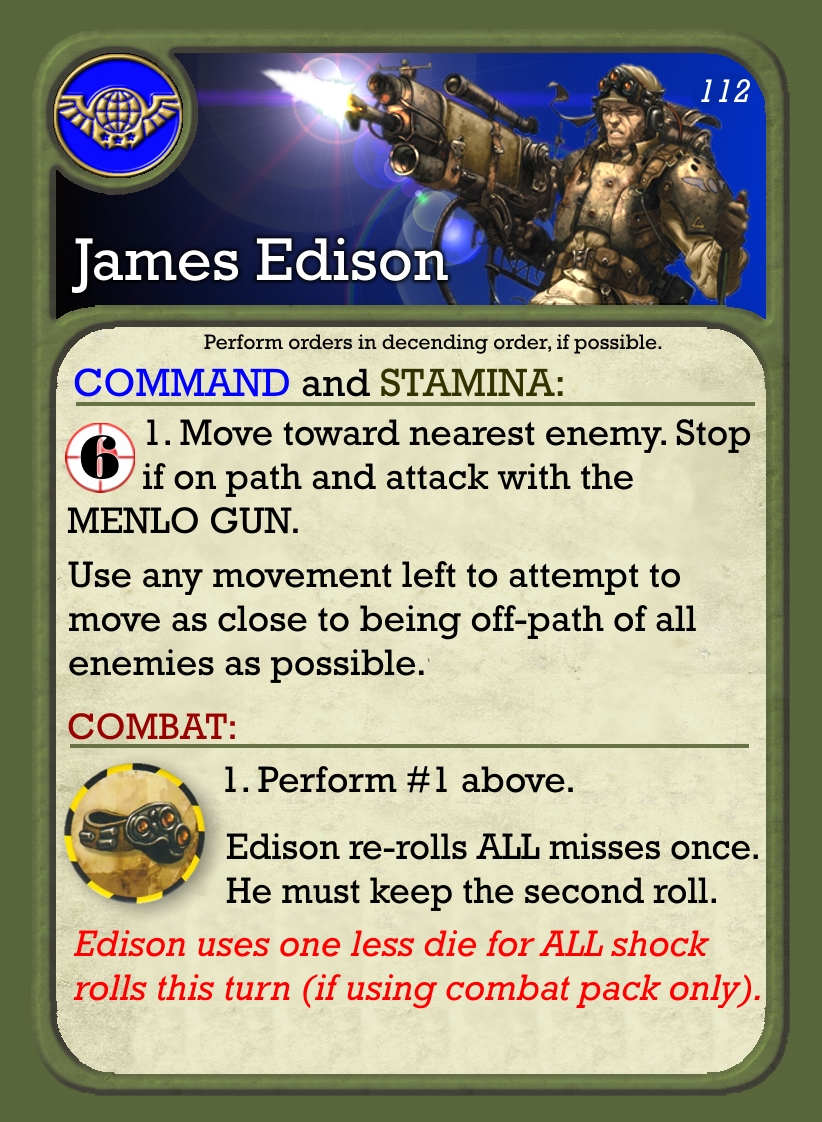 112
James Edison
Perform orders in decending order, if possible.
COMMAND and STAMINA:
6
1. Move toward nearest enemy. Stop
if on path and attack with the
MENLO GUN.
Use any movement left to attempt to
move as close to being off-path of all
enemies as possible.
COMBAT:
1. Perform #1 above.
Edison re-rolls ALL misses once.
He must keep the second roll.
Edison uses one less die for ALL shock
rolls this turn (if using combat pack only).